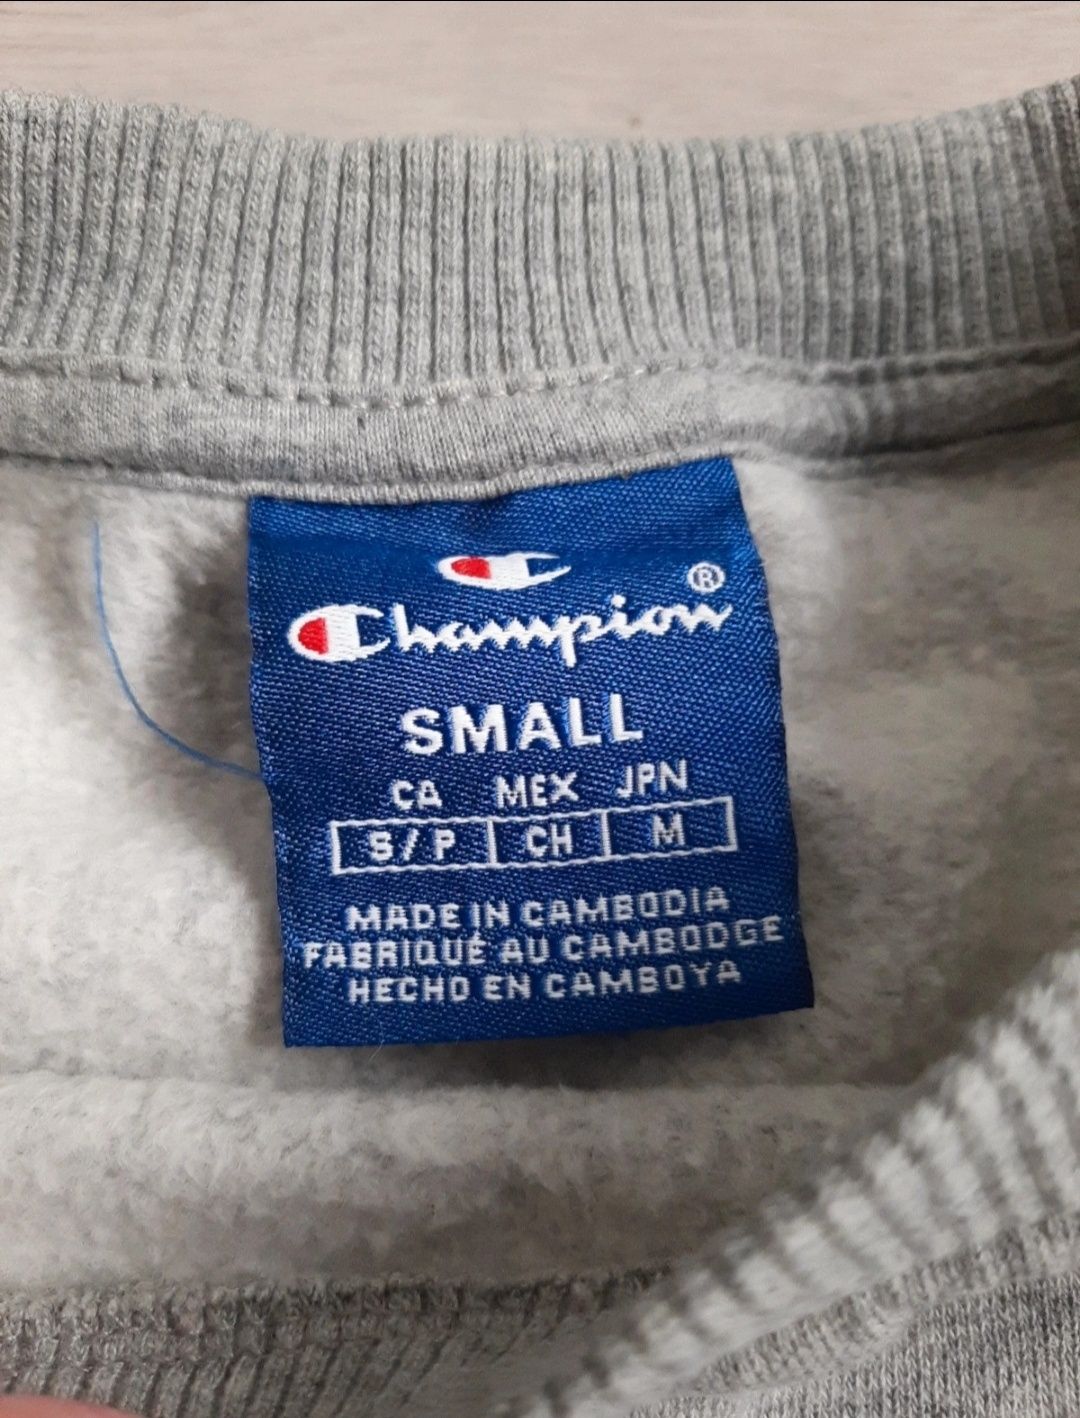 Champion®
SMALL
CA MEX JPN
S/P CH M
MADE IN CAMBODIA
FABRIQUÉ AU CAMBODGE
HECHO EN CAMBOYA